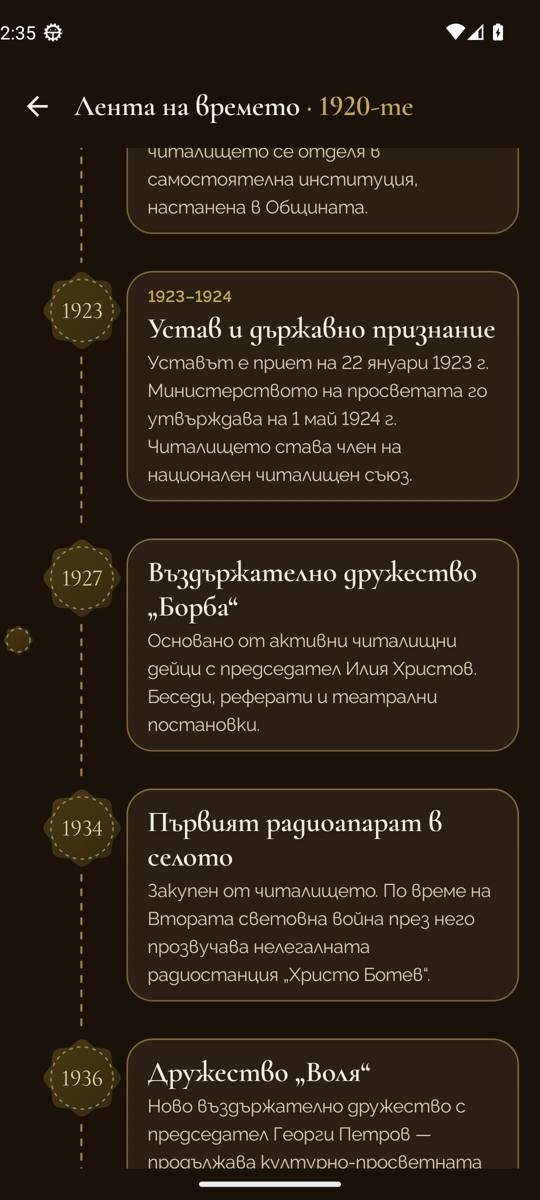 2:35
Лента на времето · 1920-те
читалището се отделя в
самостоятелна институция,
настанена в Общината.
1923
1923–1924
Устав и държавно признание
Уставът е приет на 22 януари 1923 г.
Министерството на просветата го
утвърждава на 1 май 1924 г.
Читалището става член на
национален читалищен съюз.
1927
Въздържателно дружество
„Борба“
Основано от активни читалищни
дейци с председател Илия Христов.
Беседи, реферати и театрални
постановки.
1934
Първият радиоапарат в
селото
Закупен от читалището. По време на
Втората световна война през него
прозвучава нелегалната
радиостанция „Христо Ботев“.
1936
Дружество „Воля“
Ново въздържателно дружество с
председател Георги Петров —
продължава културно-просветната